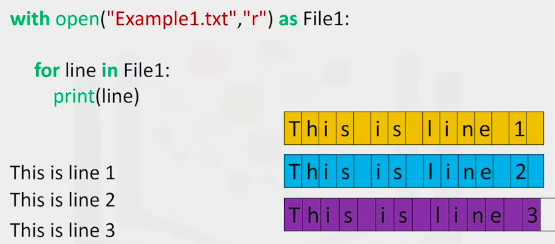 with open("Example1.txt","r") as File1:
for line in File1:
print(line)
This is line 1
This is line 2
This is line 3
This is line 1
This is line 2
This is line 3